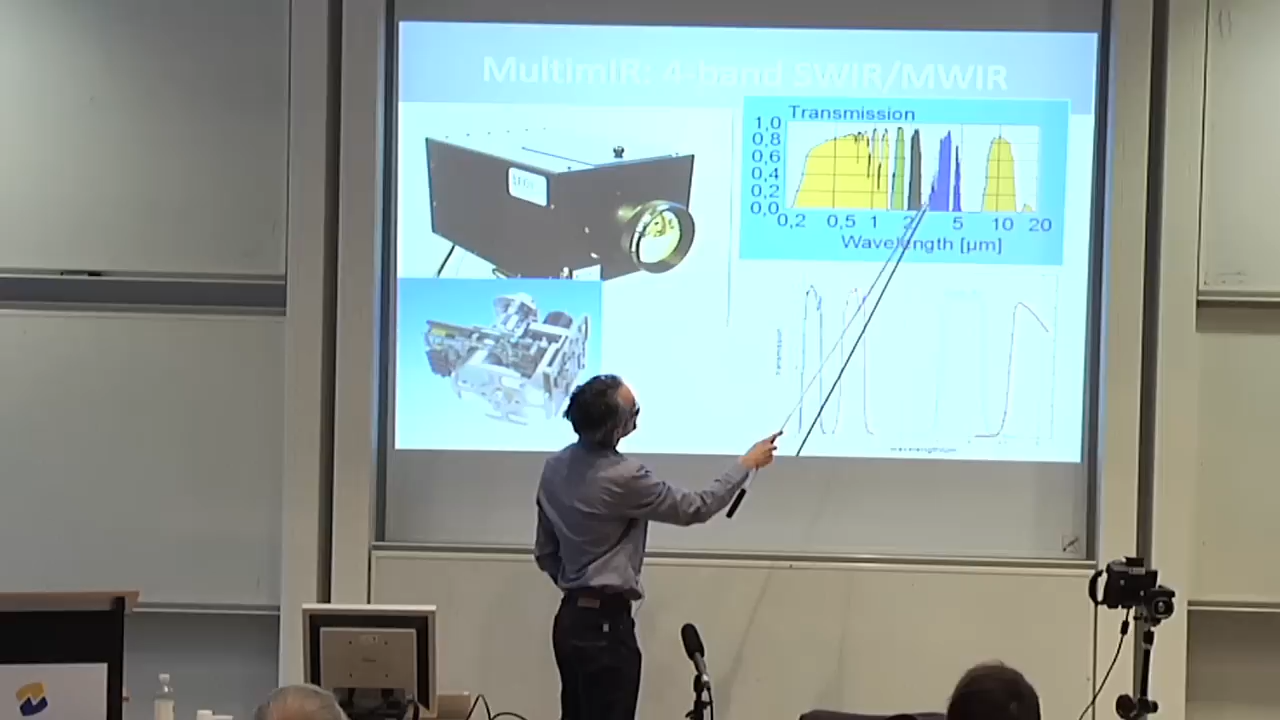 MultimIR: 4-band SWIR/MWIR
Transmission
1,0
0,8
0,6
0,4
0,2
0,0
0,2 0,5 1 2 5 10 20
Wavelength [µm]